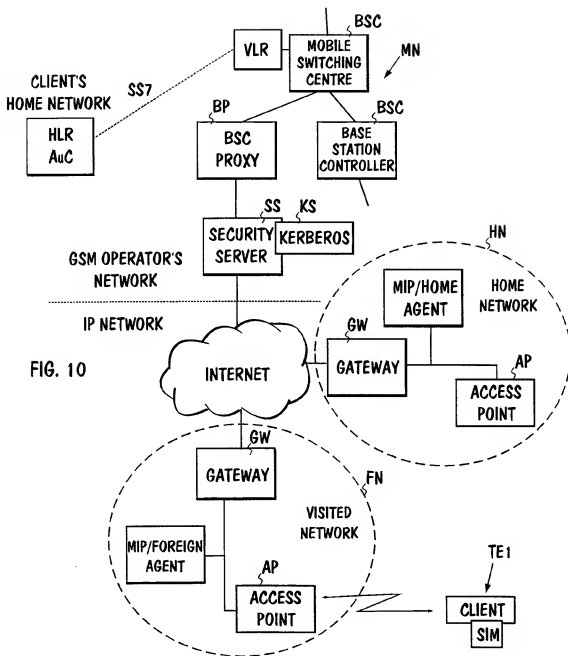 BSC
VLR
MOBILE
SWITCHING
CENTRE
MN
CLIENT'S
HOME NETWORK
SS7
HLR
AuC
BP
BSC
PROXY
BSC
BASE
STATION
CONTROLLER
SS
KS
SECURITY
SERVER
KERBEROS
GSM OPERATOR'S
NETWORK
HN
MIP/HOME
AGENT
HOME
NETWORK
IP NETWORK
FIG. 10
INTERNET
GW
GATEWAY
AP
ACCESS
POINT
GW
GATEWAY
FN
VISITED
NETWORK
MIP/FOREIGN
AGENT
AP
ACCESS
POINT
TE1
CLIENT
SIM